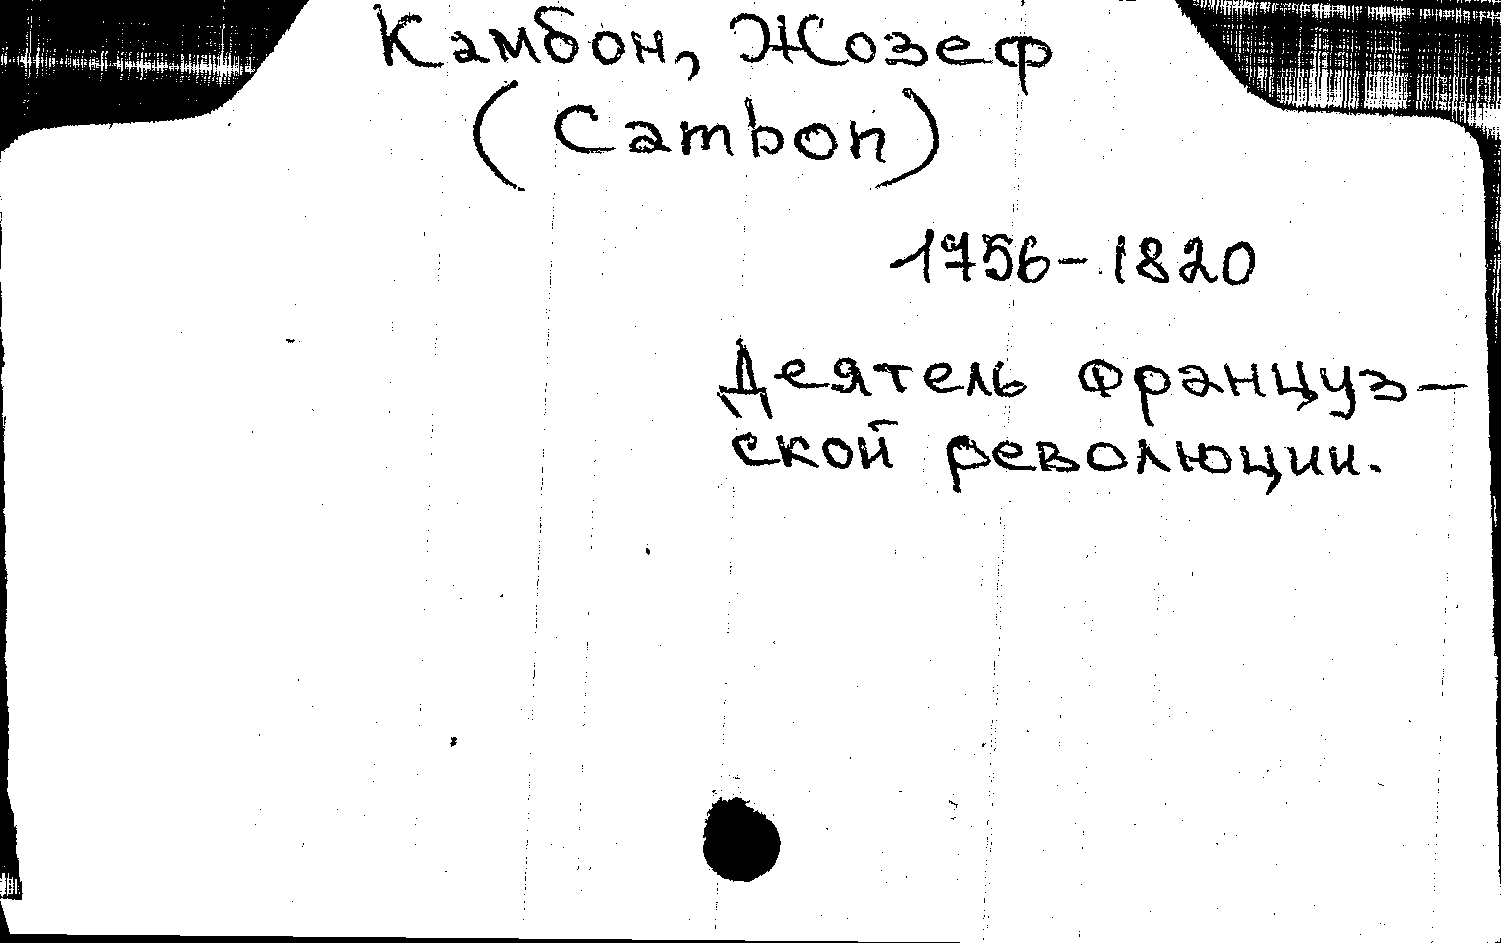 Камбон, Жозеф
(Cambon)
1756-1820
Деятель француз-
ской революции.